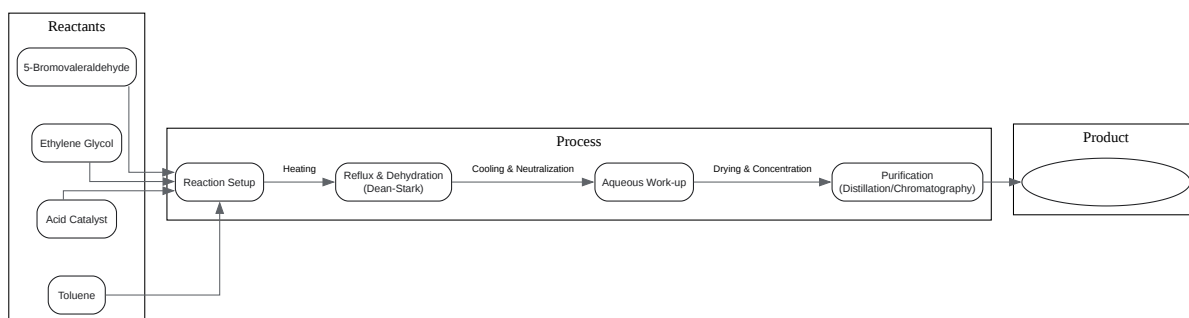 Reactants
5-Bromovaleraldehyde
Ethylene Glycol
Acid Catalyst
Toluene
Process
Reaction Setup
Heating
Reflux & Dehydration
(Dean-Stark)
Cooling & Neutralization
Aqueous Work-up
Drying & Concentration
Purification
(Distillation/Chromatography)
Product